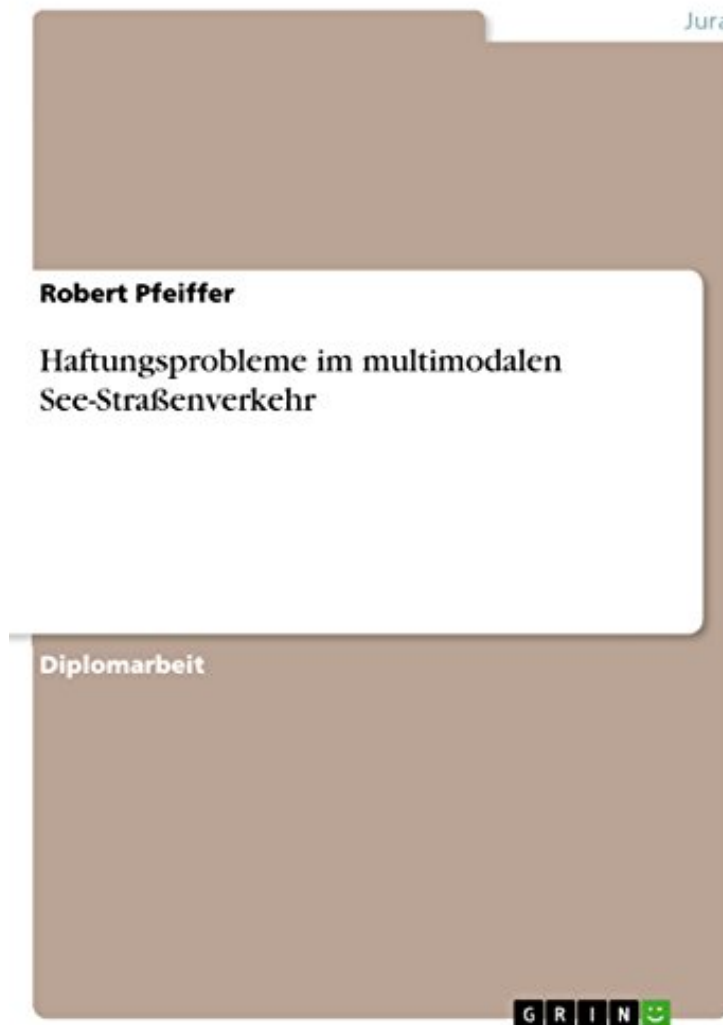 Jura
Robert Pfeiffer
Haftungsprobleme im multimodalen
See-Straßenverkehr
Diplomarbeit
GRIN